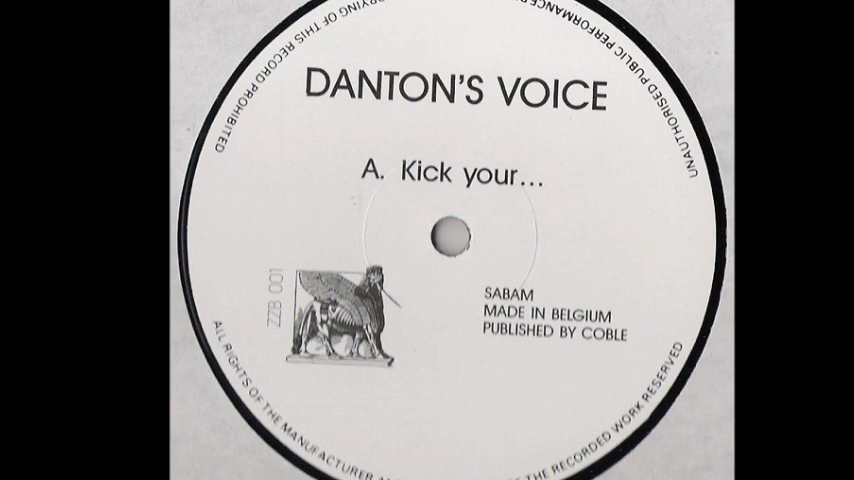 ORKING OF THIS RECORD PROHIBITED
UNAUTHORISED PUBLIC PERFORMANCE
DANTON'S VOICE
A. Kick your...
ZZB 001
SABAM
MADE IN BELGIUM
PUBLISHED BY COBLE
ALL RIGHTS OF THE MANUFACTURER
THE RECORDED WORK RESERVED